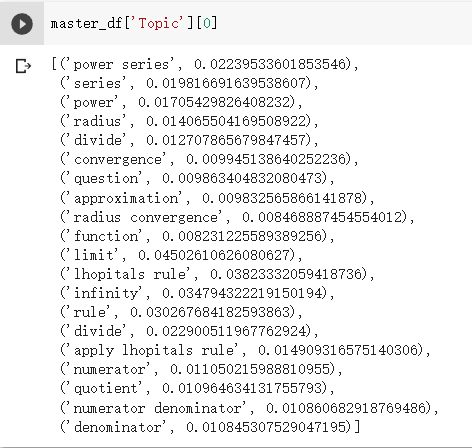 master_df['Topic'][0]
[('power series', 0.02239533601853546),
('series', 0.019816691639538607),
('power', 0.01705429826408232),
('radius', 0.014065504169508922),
('divide', 0.012707865679847457),
('convergence', 0.009945138640252236),
('question', 0.009863404832080473),
('approximation', 0.009832565866141878),
('radius convergence', 0.008468887454554012),
('function', 0.008231225589389256),
('limit', 0.04502610626080627),
('lhopitals rule', 0.03823332059418736),
('infinity', 0.034794322219150194),
('rule', 0.030267684182593863),
('divide', 0.022900511967762924),
('apply lhopitals rule', 0.014909316575140306),
('numerator', 0.011050215988810955),
('quotient', 0.010964634131755793),
('numerator denominator', 0.010860682918769486),
('denominator', 0.010845307529047195)]